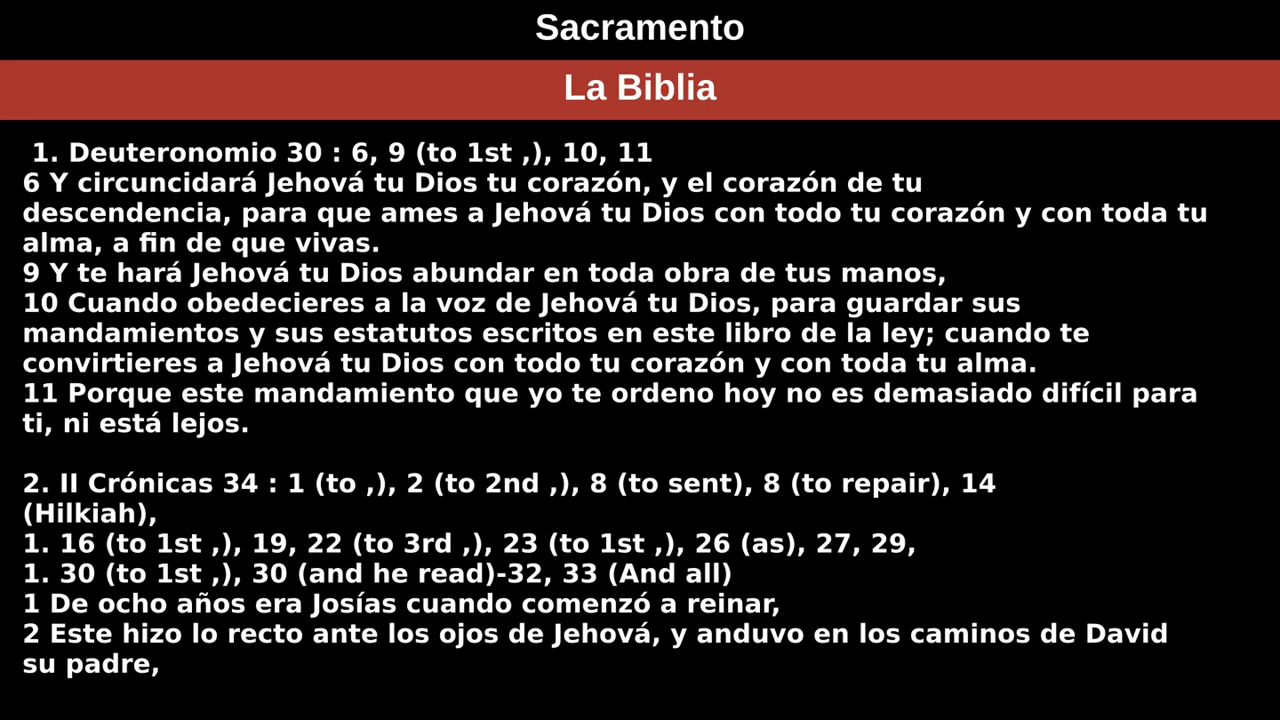 Sacramento
La Biblia
1. Deuteronomio 30 : 6, 9 (to 1st ,), 10, 11
6 Y circuncidará Jehová tu Dios tu corazón, y el corazón de tu
descendencia, para que ames a Jehová tu Dios con todo tu corazón y con toda tu
alma, a fin de que vivas.
9 Y te hará Jehová tu Dios abundar en toda obra de tus manos,
10 Cuando obedecieres a la voz de Jehová tu Dios, para guardar sus
mandamientos y sus estatutos escritos en este libro de la ley; cuando te
convirtieres a Jehová tu Dios con todo tu corazón y con toda tu alma.
11 Porque este mandamiento que yo te ordeno hoy no es demasiado difícil para
ti, ni está lejos.
2. II Crónicas 34 : 1 (to ,), 2 (to 2nd ,), 8 (to sent), 8 (to repair), 14
(Hilkiah),
1. 16 (to 1st ,), 19, 22 (to 3rd ,), 23 (to 1st ,), 26 (as), 27, 29,
1. 30 (to 1st ,), 30 (and he read)-32, 33 (And all)
1 De ocho años era Josías cuando comenzó a reinar,
2 Este hizo lo recto ante los ojos de Jehová, y anduvo en los caminos de David
su padre,